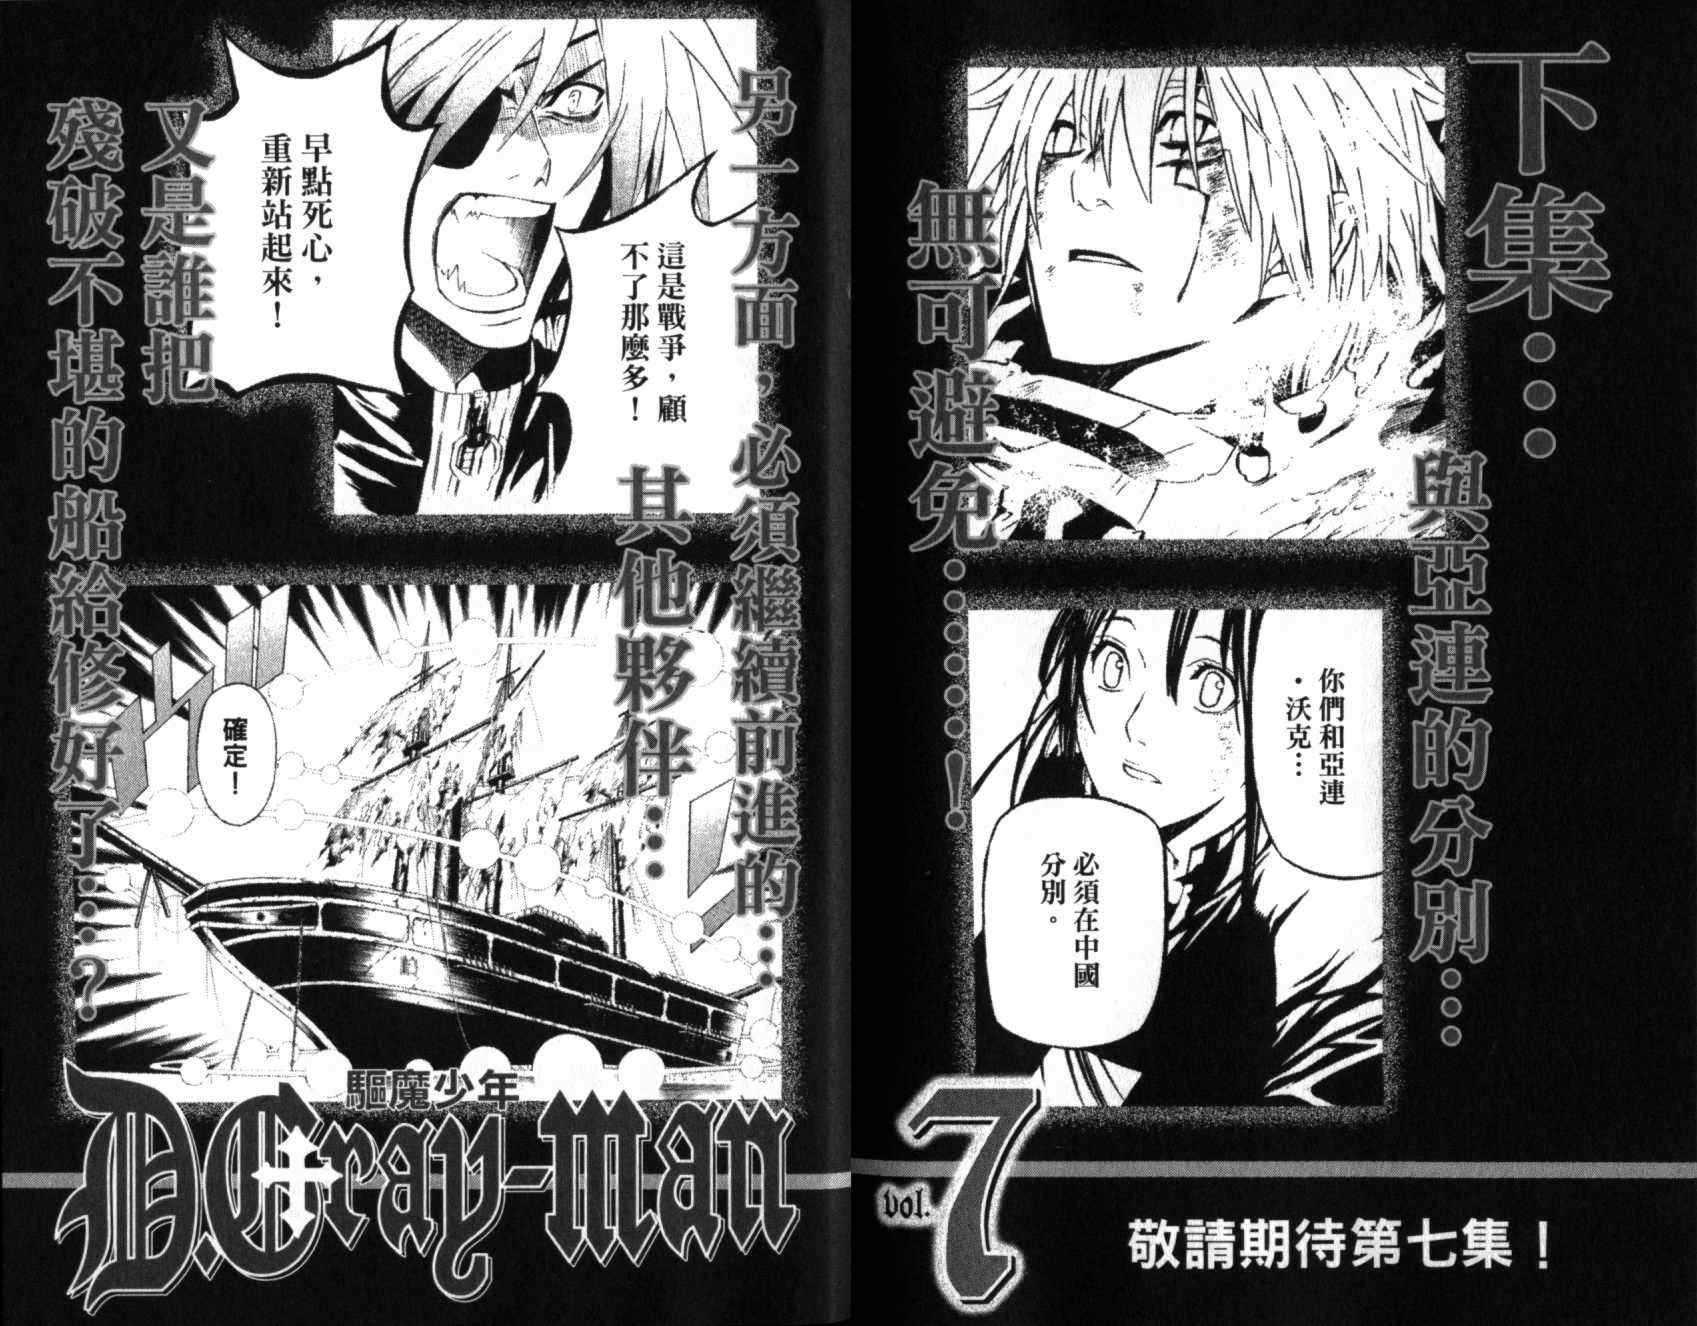 下集⋯⋯
與亞連的分別⋯
無可避免⋯⋯⋯！
你們和亞連
・沃克⋯
必須在中國
分別。
vol. 7
敬請期待第七集！
另一方面，必須繼續前進的⋯
其他夥伴⋯
這是戰爭，顧
不了那麼多！
早點死心，
重新站起來！
又是誰把
殘破不堪的船給修好了⋯⋯？
確定！
驅魔少年
D.Gray-man